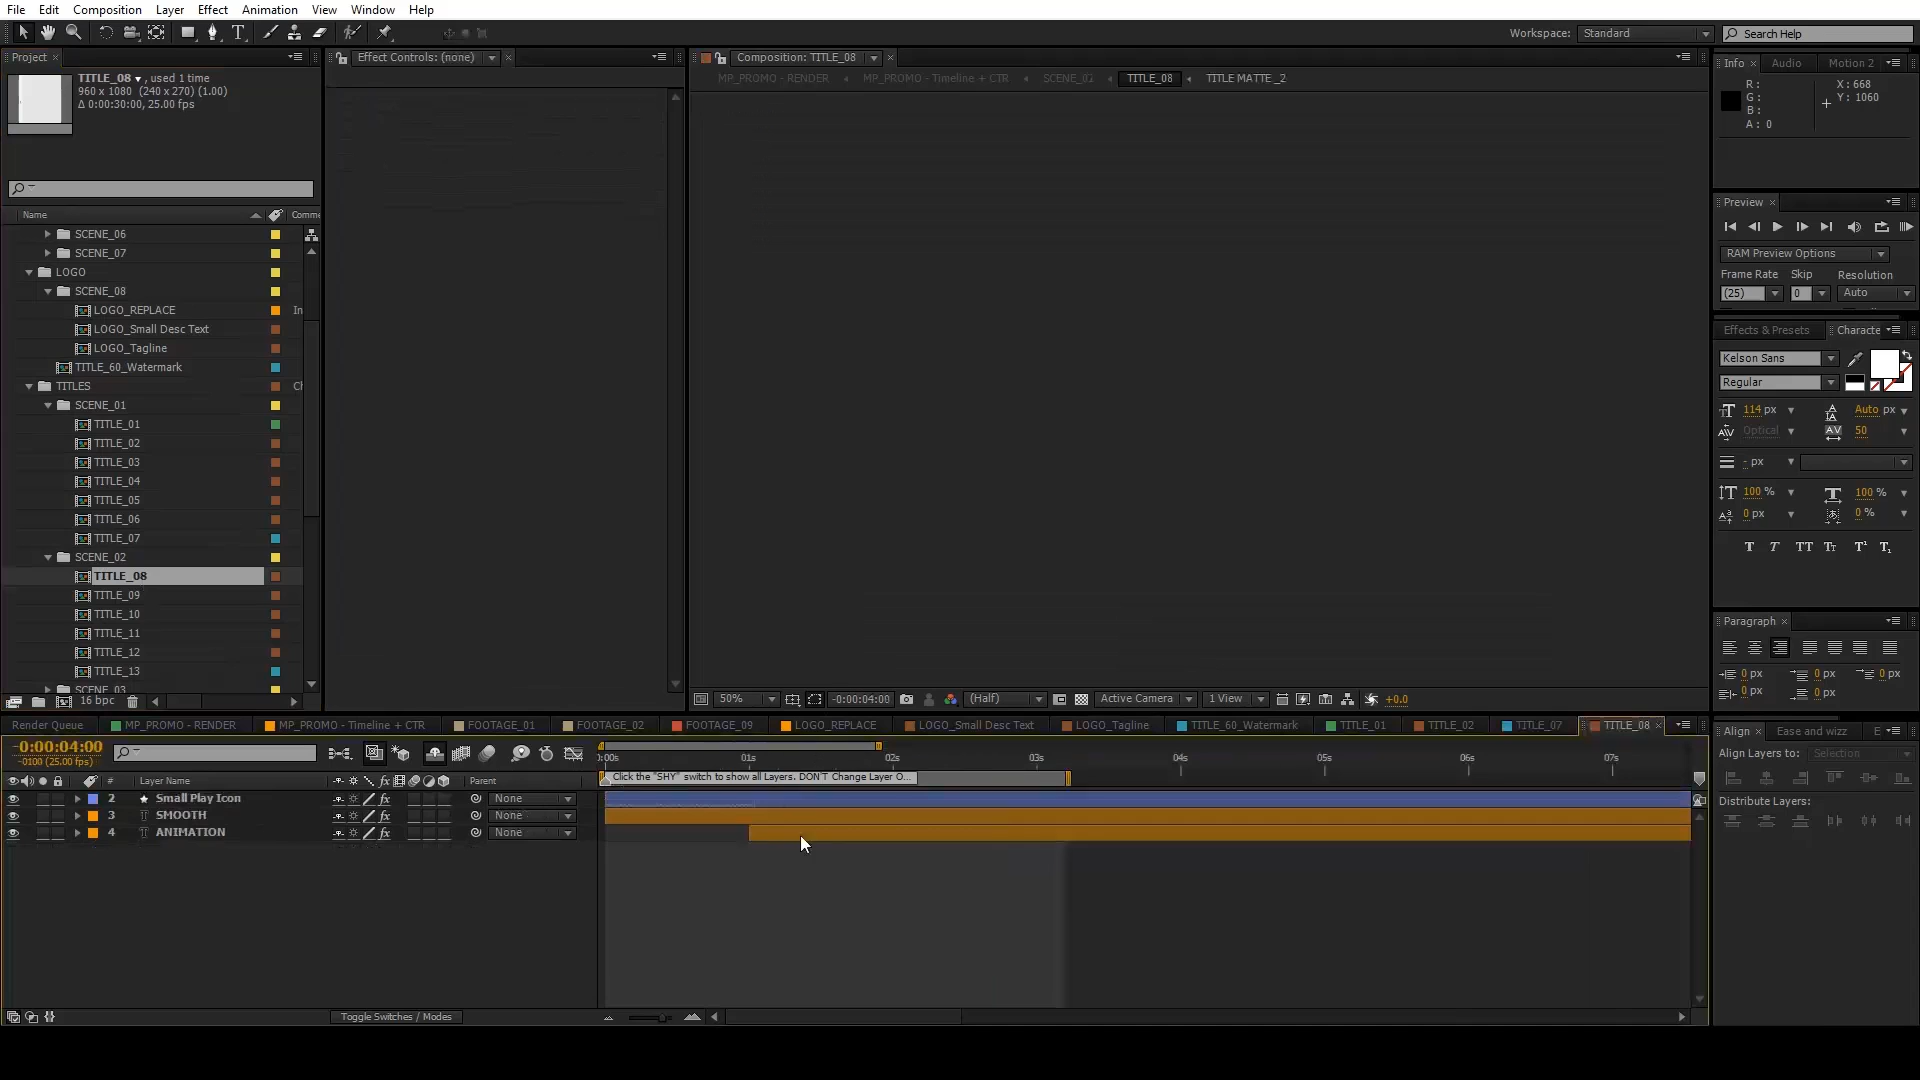 File Edit Composition Layer Effect Animation View Window Help
Workspace: Standard Search Help
Project Effect Controls: (none) Composition: TITLE_08 Info Audio Motion 2
TITLE_08 , used 1 time
960 x 1080 (240 x 270) (1.00)
Δ 0:00:30:00, 25.00 fps
MP_PROMO - RENDER MP_PROMO - Timeline + CTR TITLE_08 TITLE MATTE _2
R: X: 668
G: Y: 1060
B:
A: 0
Name Comme
SCENE_06
SCENE_07
LOGO
SCENE_08
LOGO_REPLACE In
LOGO_Small Desc Text
LOGO_Tagline
TITLE_60_Watermark
TITLES Ch
SCENE_01
TITLE_01
TITLE_02
TITLE_03
TITLE_04
TITLE_05
TITLE_06
TITLE_07
SCENE_02
TITLE_08
TITLE_09
TITLE_10
TITLE_11
TITLE_12
TITLE_13
SCENE_03
16 bpc
50% -0:00:04:00 (Half) Active Camera 1 View +0.0
Preview
RAM Preview Options
Frame Rate Skip Resolution
(25) 0 Auto
Effects & Presets Characte
Kelson Sans
Regular
114 px Auto px
Optical 50
- px
100 % 100 %
0 px 0 %
T T TT Tt T¹ T₁
Paragraph
0 px 0 px 0 px
0 px 0 px
Render Queue MP_PROMO - RENDER MP_PROMO - Timeline + CTR FOOTAGE_01 FOOTAGE_02 FOOTAGE_09 LOGO_REPLACE LOGO_Small Desc Text LOGO_Tagline TITLE_60_Watermark TITLE_01 TITLE_02 TITLE_07 TITLE_08
-0:00:04:00
-0100 (25.00 fps)
):00s 01s 02s 03s 04s 05s 06s 07s
Click the "SHY" switch to show all Layers. DON'T Change Layer O...
# Layer Name Parent
2 Small Play Icon None
3 SMOOTH None
4 ANIMATION None
Toggle Switches / Modes
Align Ease and wizz E
Align Layers to: Selection
Distribute Layers: